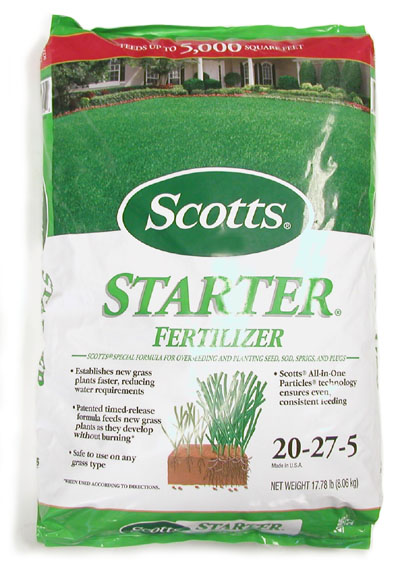 FEEDS UP TO 5,000 SQUARE FEET
Scotts®
STARTER®
FERTILIZER
SCOTTS® SPECIAL FORMULA FOR OVERSEEDING AND PLANTING SEED, SOD, SPRIGS, AND PLUGS
• Establishes new grass
plants faster, reducing
water requirements
• Patented timed-release
formula feeds new grass
plants as they develop
without burning*
• Safe to use on any
grass type
*WHEN USED ACCORDING TO DIRECTIONS.
• Scotts® All-in-One
Particles® technology
ensures even,
consistent feeding
20-27-5
Made in U.S.A.
NET WEIGHT 17.78 lb (8.06 kg)
Scotts STARTER